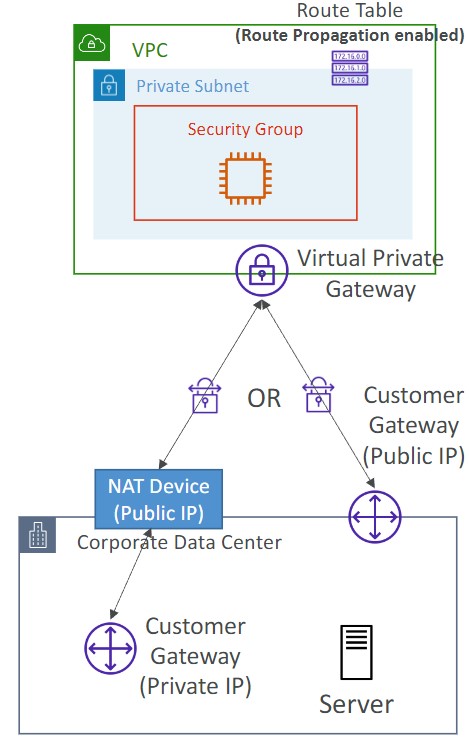 Route Table
(Route Propagation enabled)
VPC
172.16.0.0
172.16.1.0
172.16.2.0
Private Subnet
Security Group
Virtual Private
Gateway
OR
Customer
Gateway
(Public IP)
NAT Device
(Public IP)
Corporate Data Center
Customer
Gateway
(Private IP)
Server